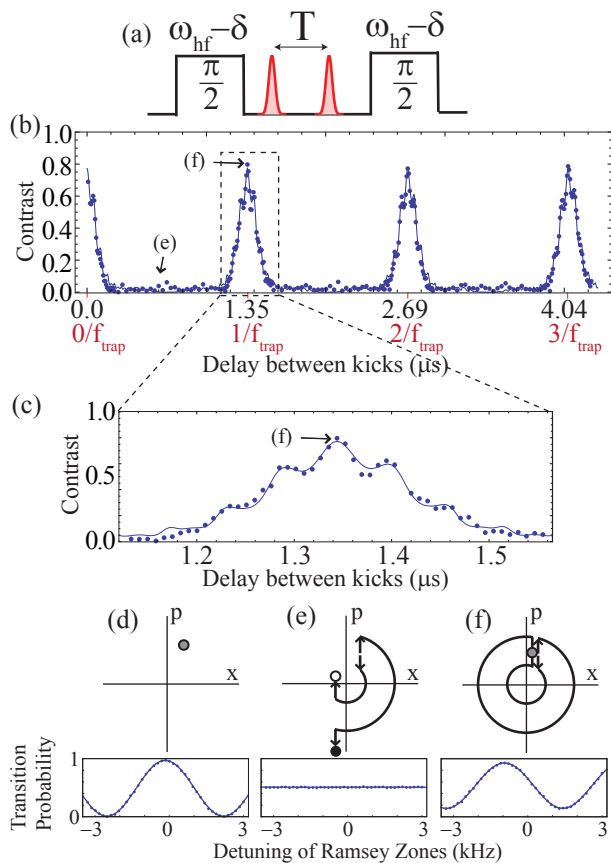 (a) ω_hf−δ T ω_hf−δ
π/2 π/2
(b)
1.0
0.8
0.6
0.4
0.2
0.0
Contrast
(f)
(e)
0.0 1.35 2.69 4.04
0/f_trap 1/f_trap 2/f_trap 3/f_trap
Delay between kicks (μs)
(c)
1.0
0.5
0.0
Contrast
(f)
1.2 1.3 1.4 1.5
Delay between kicks (μs)
(d) p (e) p (f) p
x x x
Transition
Probability
1
0
−3 0 3 −3 0 3 −3 0 3
Detuning of Ramsey Zones (kHz)